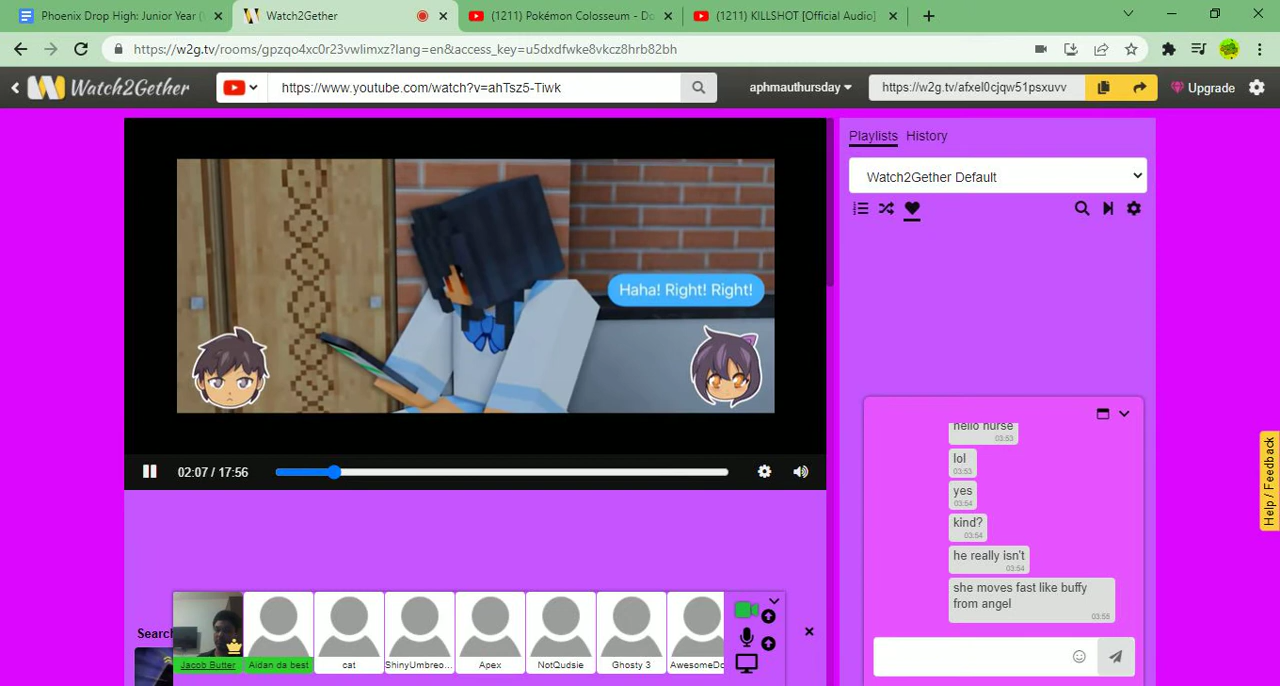 Phoenix Drop High: Junior Year (
Watch2Gether
(1211) Pokémon Colosseum - Do
(1211) KILLSHOT [Official Audio]
https://w2g.tv/rooms/gpzqo4xc0r23vwlimxz?lang=en&access_key=u5dxdfwke8vkcz8hrb82bh
Watch2Gether
https://www.youtube.com/watch?v=ahTsz5-Tiwk
aphmauthursday
https://w2g.tv/afxel0cjqw51psxuvv
Upgrade
Playlists History
Watch2Gether Default
Haha! Right! Right!
02:07 / 17:56
hello nurse
03:53
lol
03:53
yes
03:54
kind?
03:54
he really isn't
03:54
she moves fast like buffy
from angel
03:55
Help / Feedback
Search
Jacob Butter
Aidan da best
cat
ShinyUmbreo...
Apex
NotQudsie
Ghosty 3
AwesomeDo